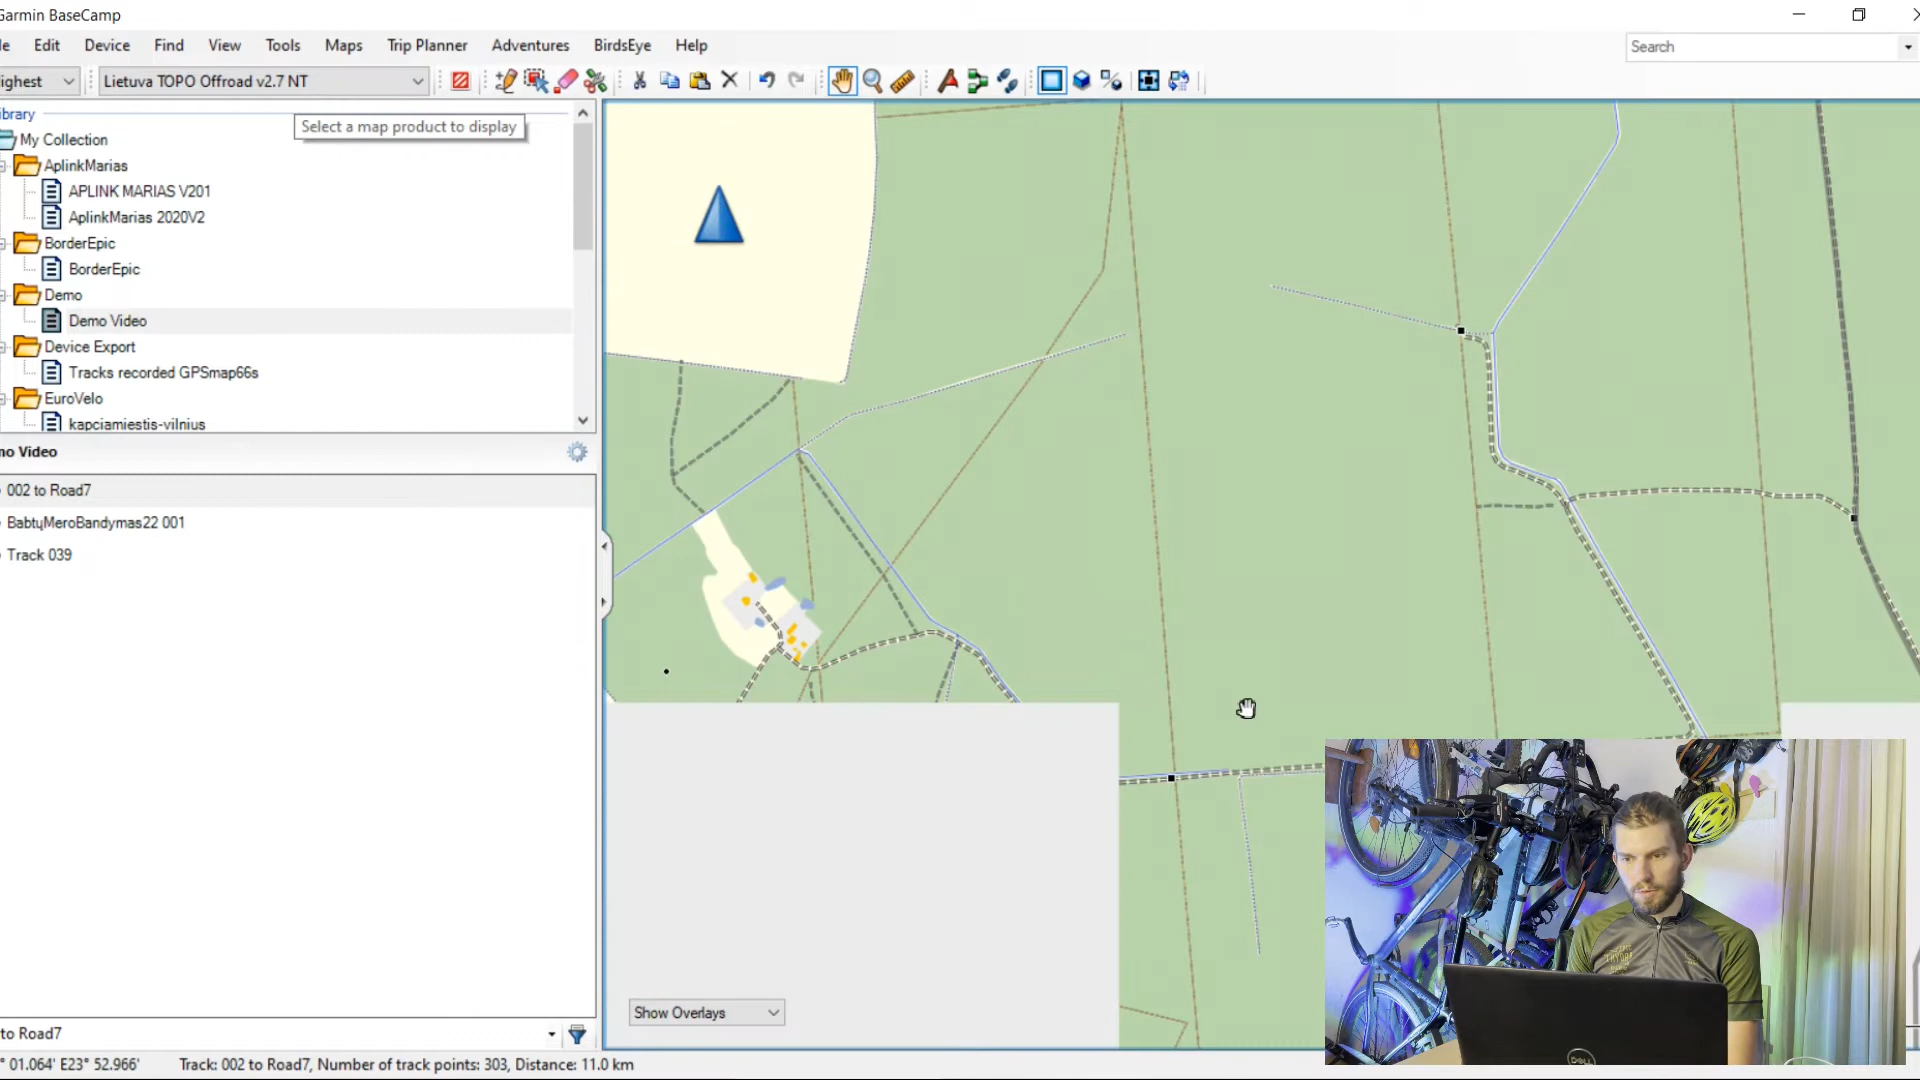 Garmin BaseCamp
le Edit Device Find View Tools Maps Trip Planner Adventures BirdsEye Help
Search
ighest Lietuva TOPO Offroad v2.7 NT
ibrary
Select a map product to display
My Collection
AplinkMarias
APLINK MARIAS V201
AplinkMarias 2020V2
BorderEpic
BorderEpic
Demo
Demo Video
Device Export
Tracks recorded GPSmap66s
EuroVelo
kapciamiestis-vilnius
mo Video
002 to Road7
BabtųMeroBandymas22 001
Track 039
Show Overlays
to Road7
° 01.064' E23° 52.966' Track: 002 to Road7, Number of track points: 303, Distance: 11.0 km
DELL